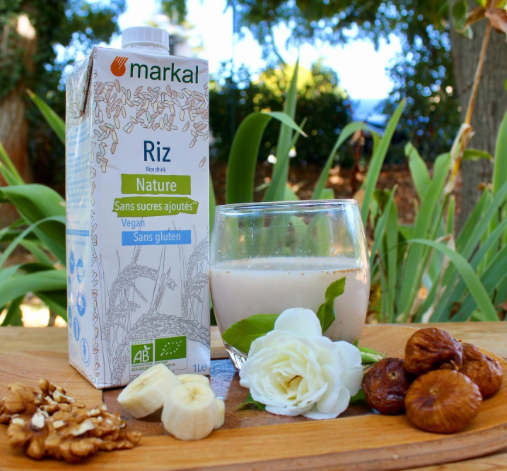 markal
Riz
Rice drink
Nature
Sans sucres ajoutés
Vegan
Sans gluten
AB
1L